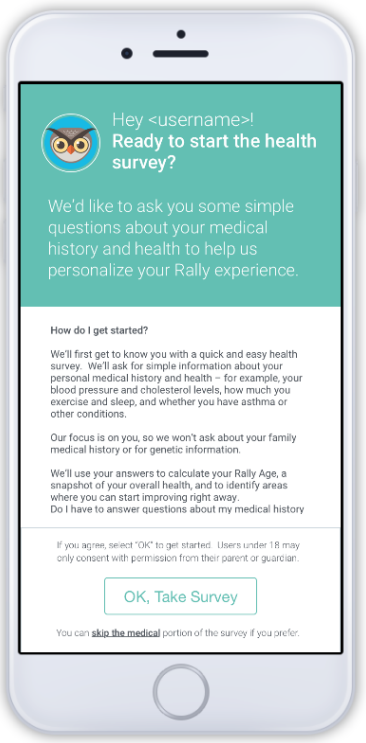 Hey <username>!
Ready to start the health
survey?
We'd like to ask you some simple
questions about your medical
history and health to help us
personalize your Rally experience.
How do I get started?
We'll first get to know you with a quick and easy health
survey.  We'll ask for simple information about your
personal medical history and health – for example, your
blood pressure and cholesterol levels, how much you
exercise and sleep, and whether you have asthma or
other conditions.
Our focus is on you, so we won't ask about your family
medical history or for genetic information.
We'll use your answers to calculate your Rally Age, a
snapshot of your overall health, and to identify areas
where you can start improving right away.
Do I have to answer questions about my medical history
If you agree, select "OK" to get started.  Users under 18 may
only consent with permission from their parent or guardian.
OK, Take Survey
You can skip the medical portion of the survey if you prefer.